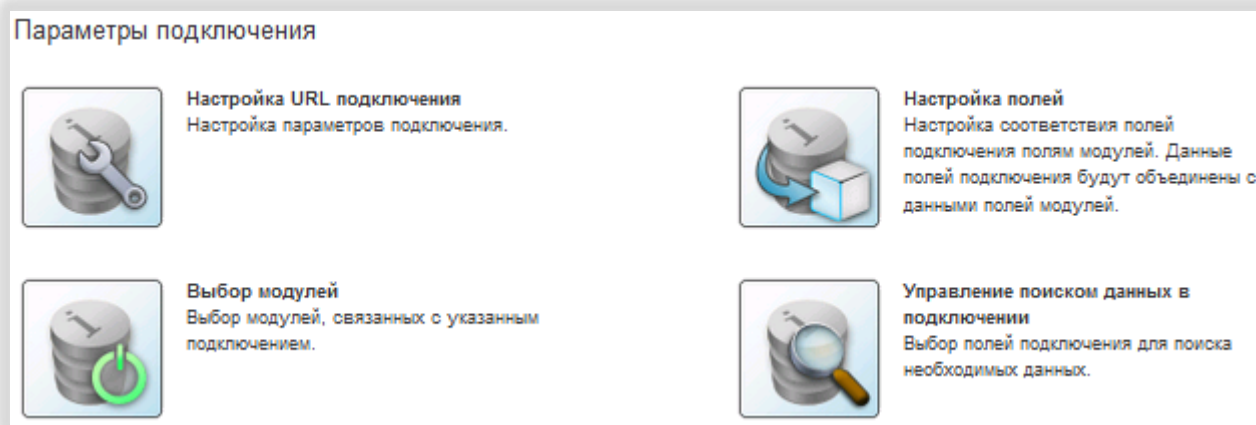 Параметры подключения
Настройка URL подключения
Настройка параметров подключения.
Настройка полей
Настройка соответствия полей
подключения полям модулей. Данные
полей подключения будут объединены с
данными полей модулей.
Выбор модулей
Выбор модулей, связанных с указанным
подключением.
Управление поиском данных в
подключении
Выбор полей подключения для поиска
необходимых данных.